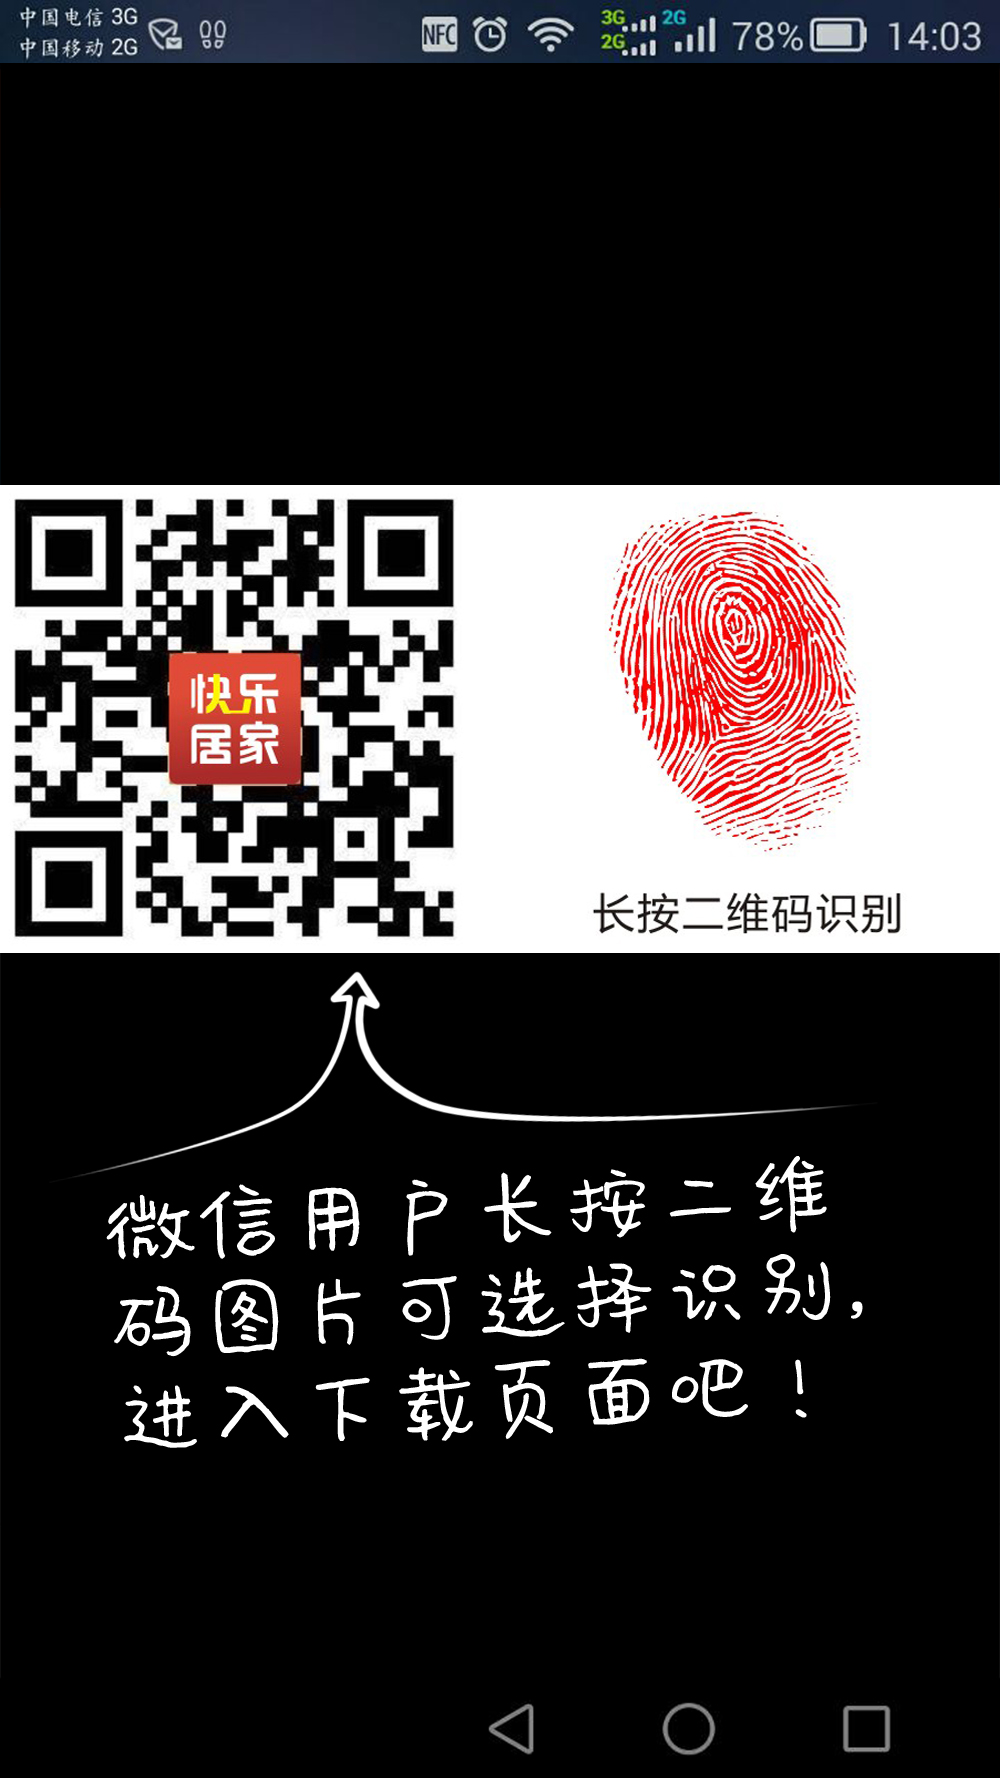 中国电信 3G
中国移动 2G
NFC
3G
2G
2G
78%
14:03
快乐
居家
长按二维码识别
微信用户长按二维
码图片可选择识别,
进入下载页面吧!